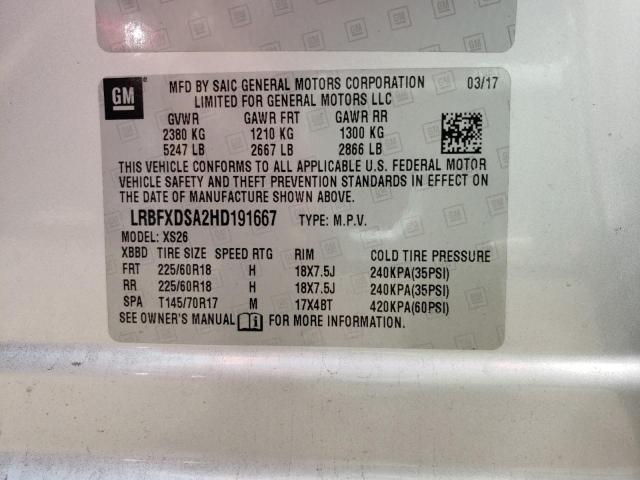 GM
MFD BY SAIC GENERAL MOTORS CORPORATION 03/17
LIMITED FOR GENERAL MOTORS LLC
GVWR GAWR FRT GAWR RR
2380 KG 1210 KG 1300 KG
5247 LB 2667 LB 2866 LB
THIS VEHICLE CONFORMS TO ALL APPLICABLE U.S. FEDERAL MOTOR
VEHICLE SAFETY AND THEFT PREVENTION STANDARDS IN EFFECT ON
THE DATE OF MANUFACTURE SHOWN ABOVE.
LRBFXDSA2HD191667 TYPE: M.P.V.
MODEL: XS26
XBBD TIRE SIZE SPEED RTG RIM COLD TIRE PRESSURE
FRT 225/60R18 H 18X7.5J 240KPA(35PSI)
RR 225/60R18 H 18X7.5J 240KPA(35PSI)
SPA T145/70R17 M 17X4BT 420KPA(60PSI)
SEE OWNER'S MANUAL FOR MORE INFORMATION.